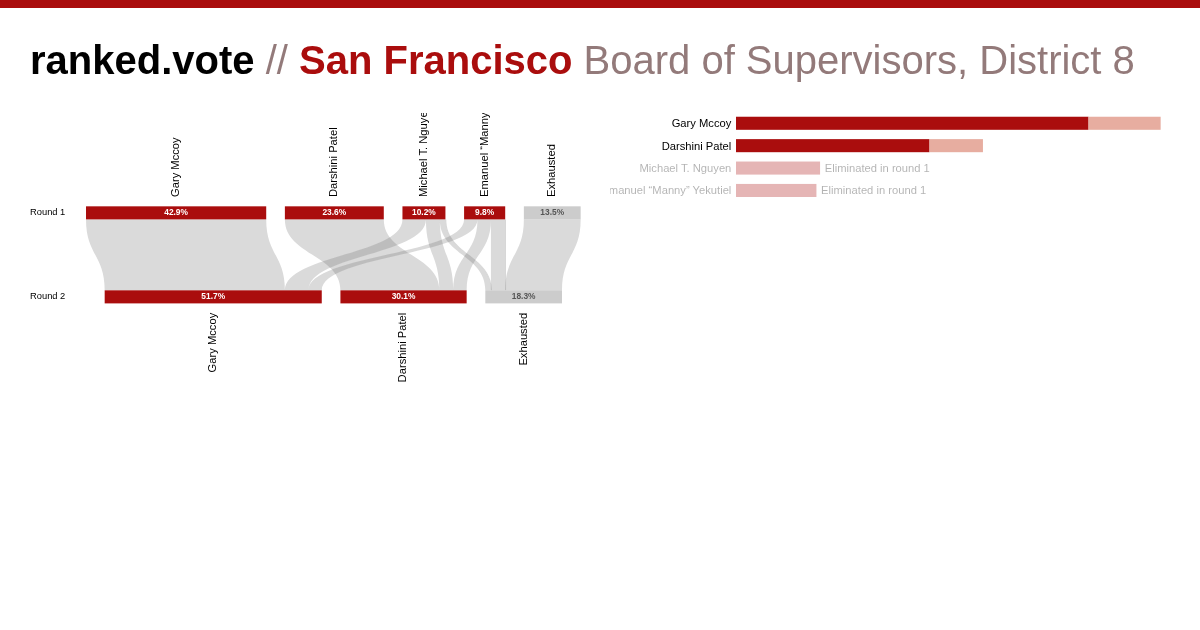 ranked.vote // San Francisco Board of Supervisors, District 8
Gary Mccoy
Darshini Patel
Michael T. Nguye
Emanuel “Manny
Exhausted
Round 1
42.9%
23.6%
10.2%
9.8%
13.5%
Round 2
51.7%
30.1%
18.3%
Gary Mccoy
Darshini Patel
Exhausted
Gary Mccoy
Darshini Patel
Michael T. Nguyen Eliminated in round 1
manuel “Manny” Yekutiel Eliminated in round 1